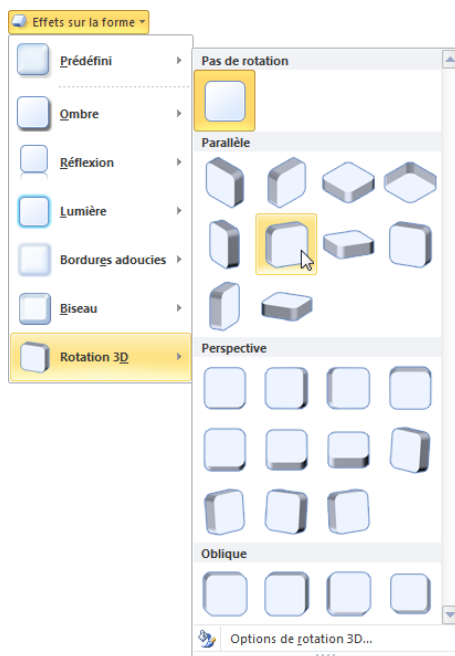 Effets sur la forme
Prédéfini
Ombre
Réflexion
Lumière
Bordures adoucies
Biseau
Rotation 3D
Pas de rotation
Parallèle
Perspective
Oblique
Options de rotation 3D...